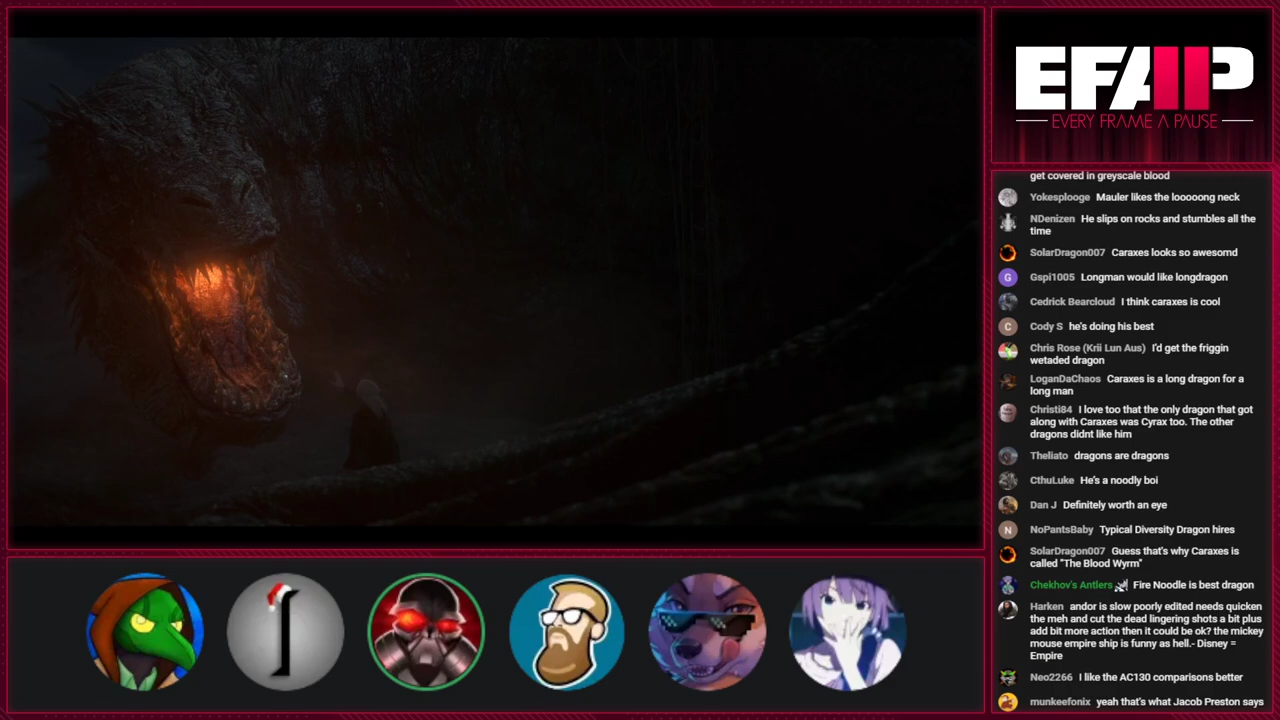 EFAP
EVERY FRAME A PAUSE
get covered in greyscale blood
Yokesplooge Mauler likes the looooong neck
NDenizen He slips on rocks and stumbles all the
time
SolarDragon007 Caraxes looks so awesomd
G
Gspi1005 Longman would like longdragon
Cedrick Bearcloud I think caraxes is cool
C
Cody S he's doing his best
Chris Rose (Krii Lun Aus) I'd get the friggin
wetaded dragon
LoganDaChaos Caraxes is a long dragon for a
long man
Christi84 I love too that the only dragon that got
along with Caraxes was Cyrax too. The other
dragons didnt like him
Theliato dragons are dragons
CthuLuke He's a noodly boi
Dan J Definitely worth an eye
N
NoPantsBaby Typical Diversity Dragon hires
SolarDragon007 Guess that's why Caraxes is
called "The Blood Wyrm"
Chekhov's Antlers Fire Noodle is best dragon
Harken andor is slow poorly edited needs quicken
the meh and cut the dead lingering shots a bit plus
add bit more action then it could be ok? the mickey
mouse empire ship is funny as hell.- Disney =
Empire
Neo2266 I like the AC130 comparisons better
munkeefonix yeah that's what Jacob Preston says